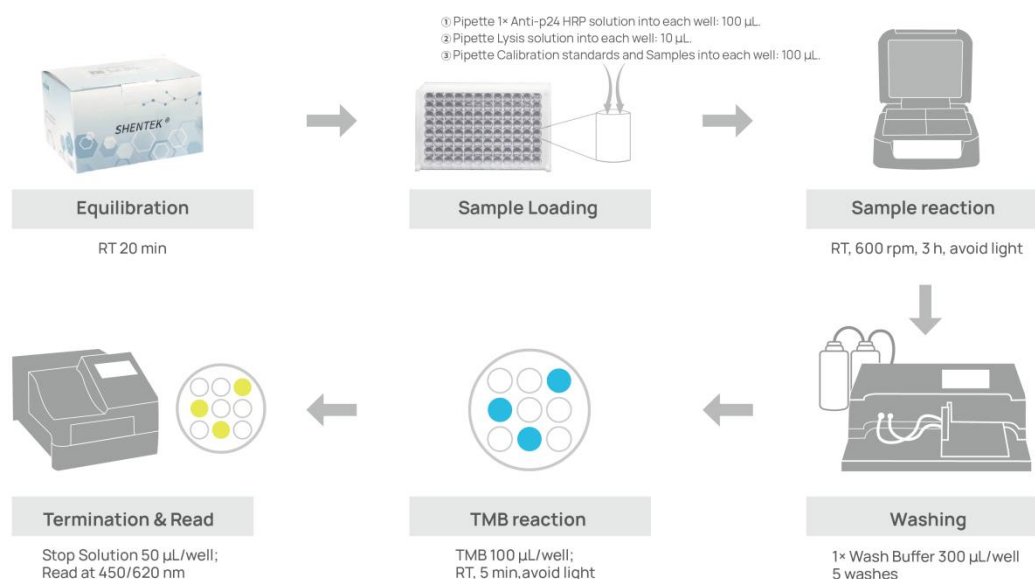 ① Pipette 1× Anti-p24 HRP solution into each well: 100 μL.
② Pipette Lysis solution into each well: 10 μL.
③ Pipette Calibration standards and Samples into each well: 100 μL.
SHENTEK®
Equilibration
RT 20 min
Sample Loading
Sample reaction
RT, 600 rpm, 3 h, avoid light
Termination & Read
Stop Solution 50 μL/well;
Read at 450/620 nm
TMB reaction
TMB 100 μL/well;
RT, 5 min,avoid light
Washing
1× Wash Buffer 300 μL/well
5 washes